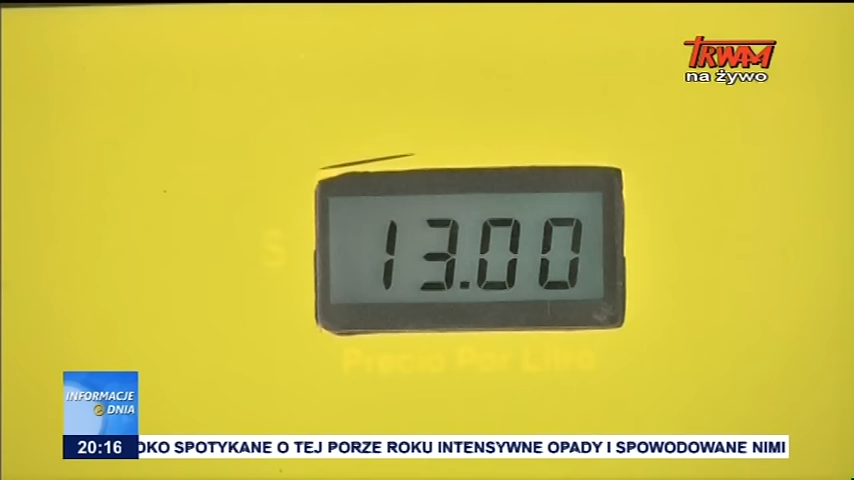 TRWAM
na żywo
13.00
$
Precio Por Litro
INFORMACJE
DNIA
20:16
OKO SPOTYKANE O TEJ PORZE ROKU INTENSYWNE OPADY I SPOWODOWANE NIMI